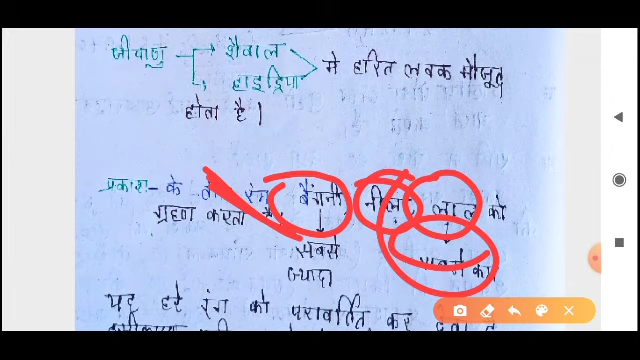 जीवाणु → शैवाल
हाइड्रिला
मे हरित लवक मौजूद
होता है।
प्रकाश - के रंग बैंगनी नीला, लाल को
ग्रहण करता है
सबसे
ज्यादा
सबसे कम
यह हरे रंग को परावर्तित कर देता